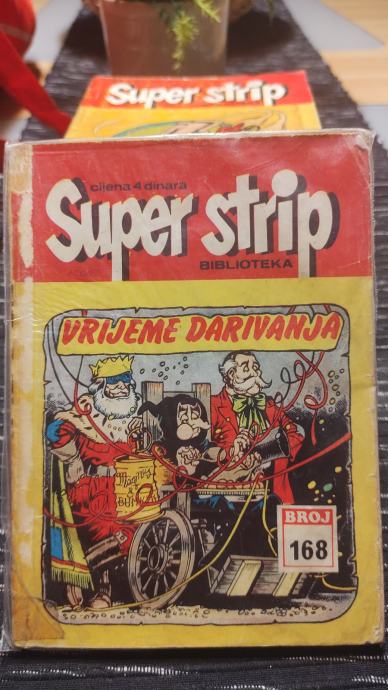 Super strip
cijena 4 dinara
Super strip
BIBLIOTEKA
VRIJEME DARIVANJA
BROJ
168